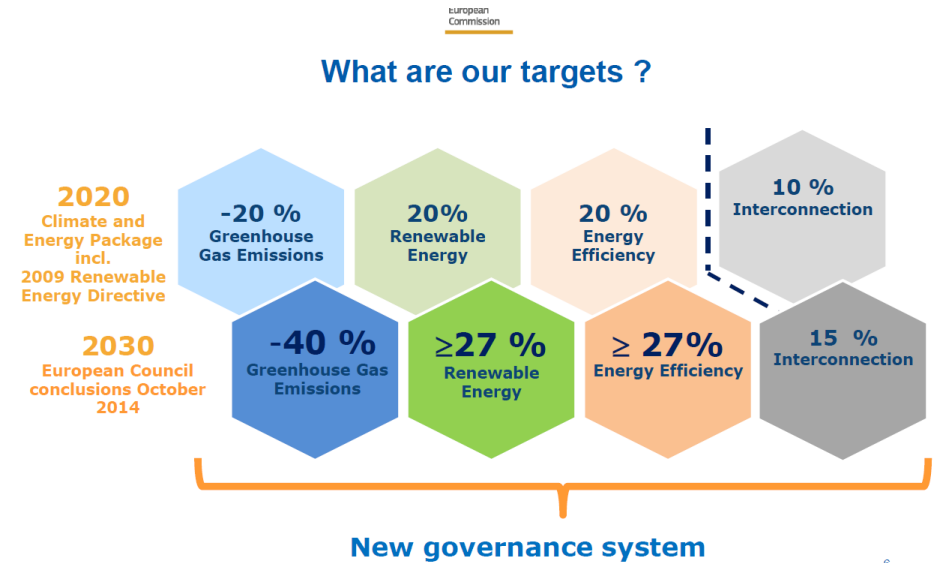 European
Commission
What are our targets ?
2020
Climate and
Energy Package
incl.
2009 Renewable
Energy Directive
-20 %
Greenhouse
Gas Emissions
20%
Renewable
Energy
20 %
Energy
Efficiency
10 %
Interconnection
2030
European Council
conclusions October
2014
-40 %
Greenhouse Gas
Emissions
≥27 %
Renewable
Energy
≥ 27%
Energy Efficiency
15 %
Interconnection
New governance system